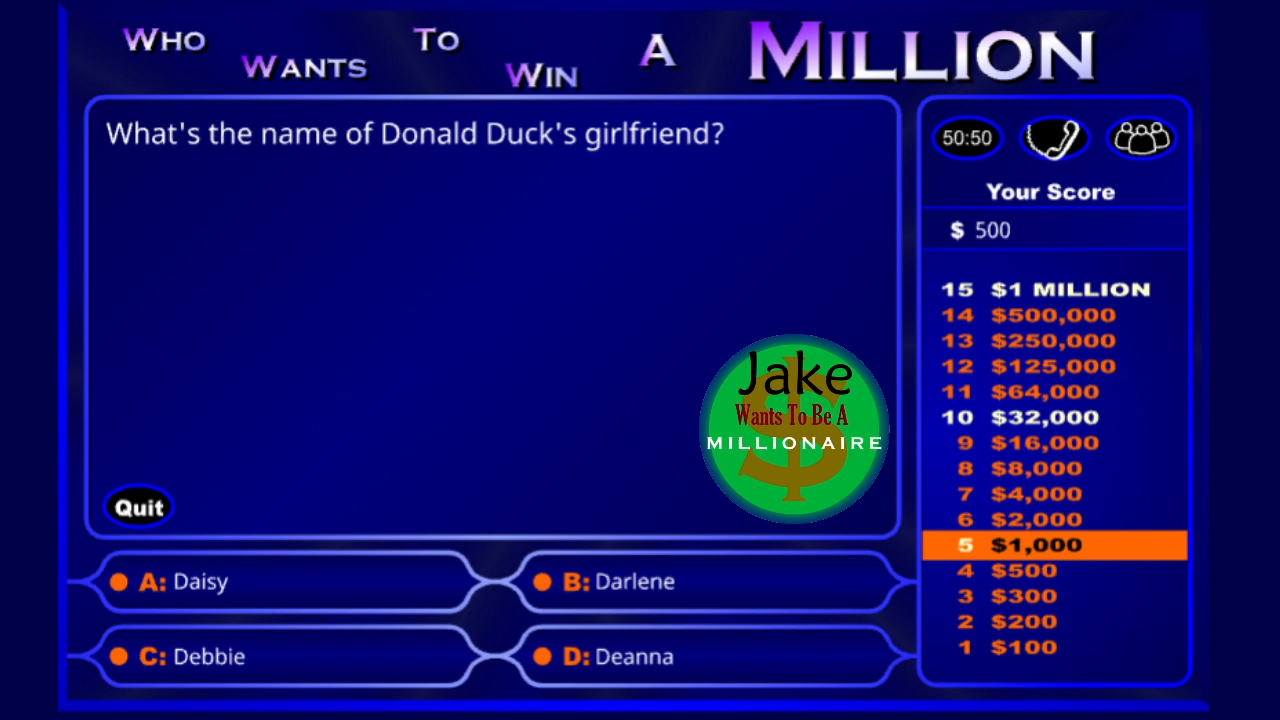 WHO WANTS TO WIN A MILLION
What's the name of Donald Duck's girlfriend?
50:50
Your Score
$ 500
15 $1 MILLION
14 $500,000
13 $250,000
12 $125,000
11 $64,000
10 $32,000
9 $16,000
8 $8,000
7 $4,000
6 $2,000
5 $1,000
4 $500
3 $300
2 $200
1 $100
$
Jake
Wants To Be A
MILLIONAIRE
Quit
A: Daisy
B: Darlene
C: Debbie
D: Deanna